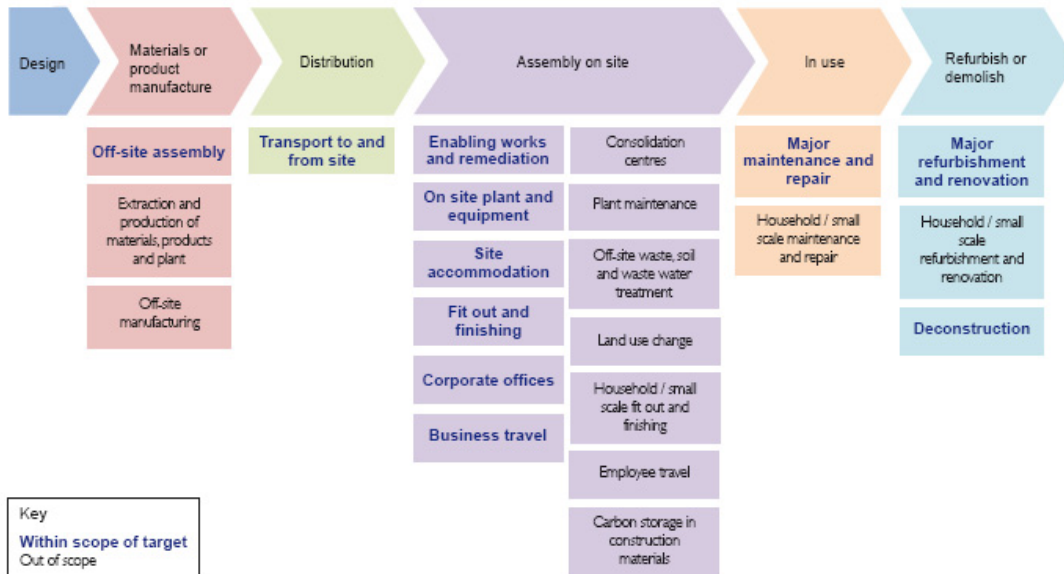 Design
Materials or
product
manufacture
Distribution
Assembly on site
In use
Refurbish or
demolish
Off-site assembly
Extraction and
production of
materials, products
and plant
Off-site
manufacturing
Transport to and
from site
Enabling works
and remediation
On site plant and
equipment
Site
accommodation
Fit out and
finishing
Corporate offices
Business travel
Consolidation
centres
Plant maintenance
Off-site waste, soil
and waste water
treatment
Land use change
Household / small
scale fit out and
finishing
Employee travel
Carbon storage in
construction
materials
Major
maintenance and
repair
Household / small
scale maintenance
and repair
Major
refurbishment
and renovation
Household / small
scale
refurbishment and
renovation
Deconstruction
Key
Within scope of target
Out of scope